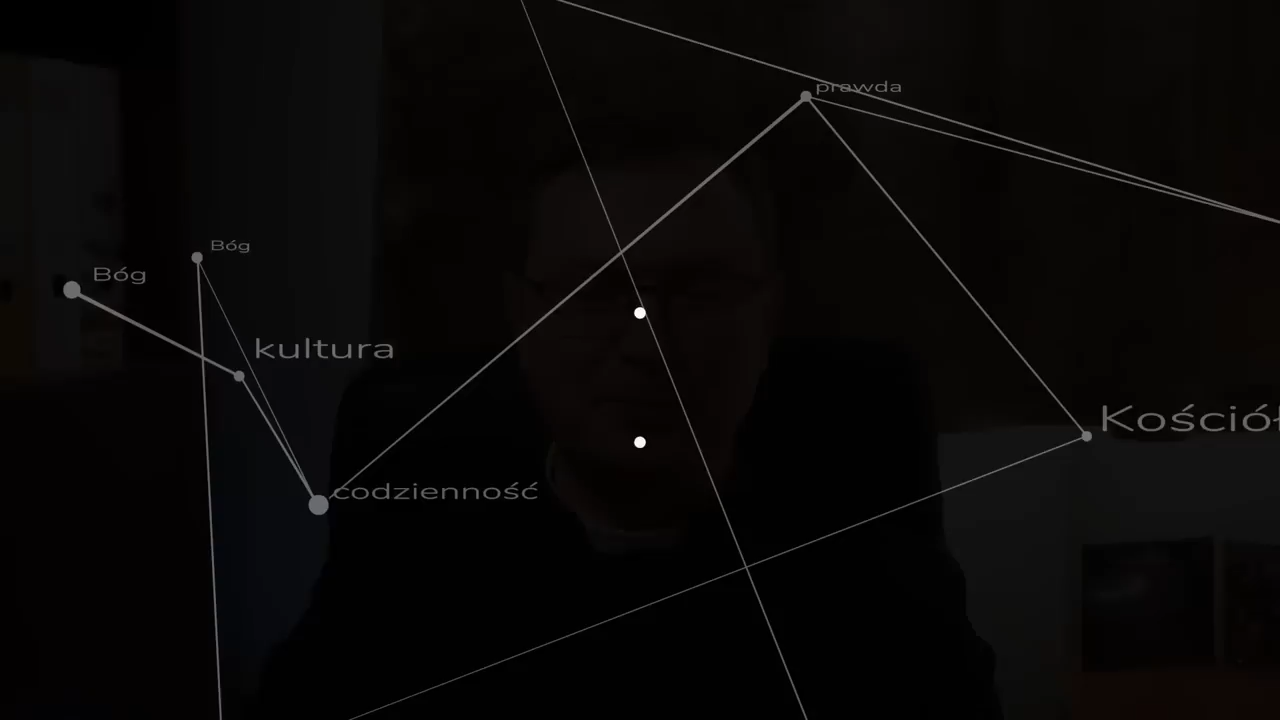 prawda
Bóg
Bóg
kultura
Kościół
codzienność